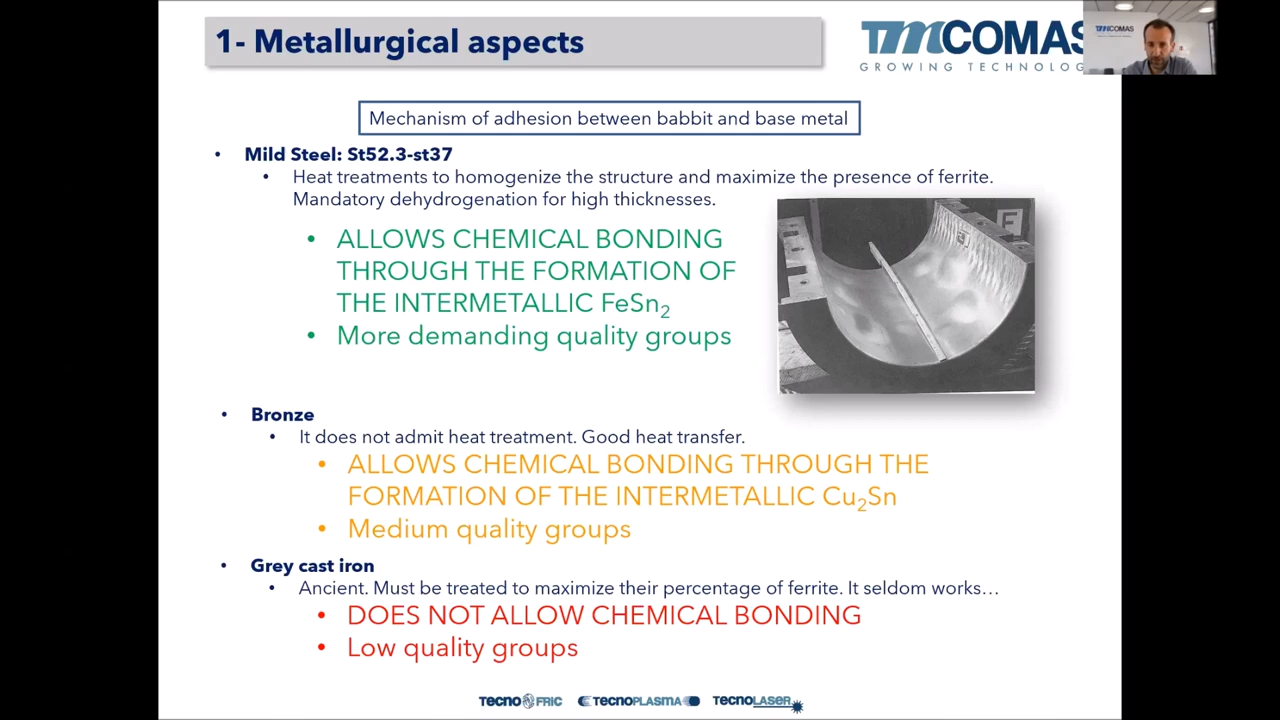 1- Metallurgical aspects
TMCOMAS
GROWING TECHNOLOG
TMCOMAS
Mechanism of adhesion between babbit and base metal
• Mild Steel: St52.3-st37
• Heat treatments to homogenize the structure and maximize the presence of ferrite.
Mandatory dehydrogenation for high thicknesses.
• ALLOWS CHEMICAL BONDING
THROUGH THE FORMATION OF
THE INTERMETALLIC FeSn₂
• More demanding quality groups
F
• Bronze
• It does not admit heat treatment. Good heat transfer.
• ALLOWS CHEMICAL BONDING THROUGH THE
FORMATION OF THE INTERMETALLIC Cu₂Sn
• Medium quality groups
• Grey cast iron
• Ancient. Must be treated to maximize their percentage of ferrite. It seldom works…
• DOES NOT ALLOW CHEMICAL BONDING
• Low quality groups
TECNOFRIC TECNOPLASMA TECNOLASER